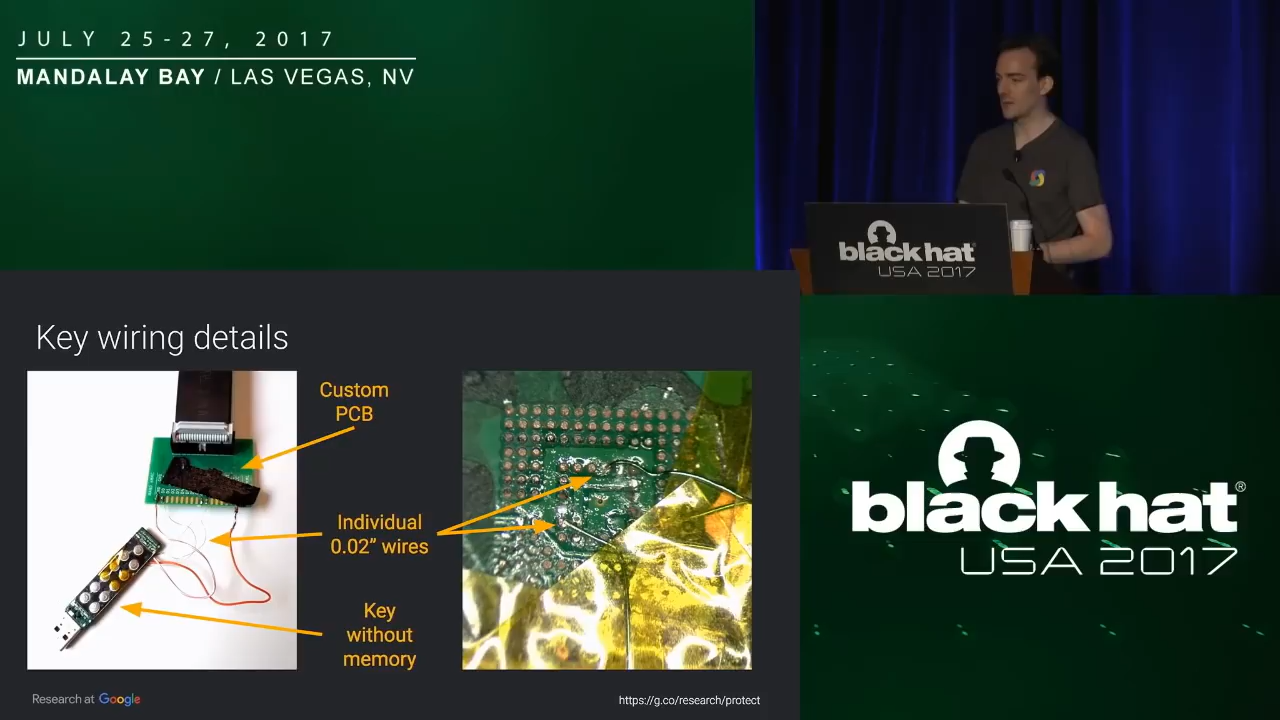 JULY 25-27, 2017
MANDALAY BAY / LAS VEGAS, NV
black hat
USA 2017
Key wiring details
Custom
PCB
Individual
0.02” wires
Key
without
memory
Research at Google
https://g.co/research/protect
black hat®
USA 2017